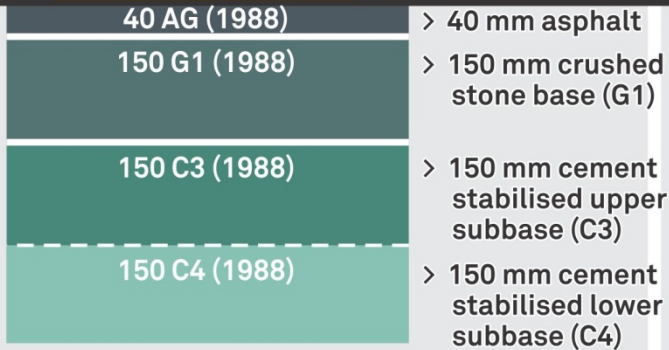 40 AG (1988)
> 40 mm asphalt
150 G1 (1988)
> 150 mm crushed
stone base (G1)
150 C3 (1988)
> 150 mm cement
stabilised upper
subbase (C3)
150 C4 (1988)
> 150 mm cement
stabilised lower
subbase (C4)